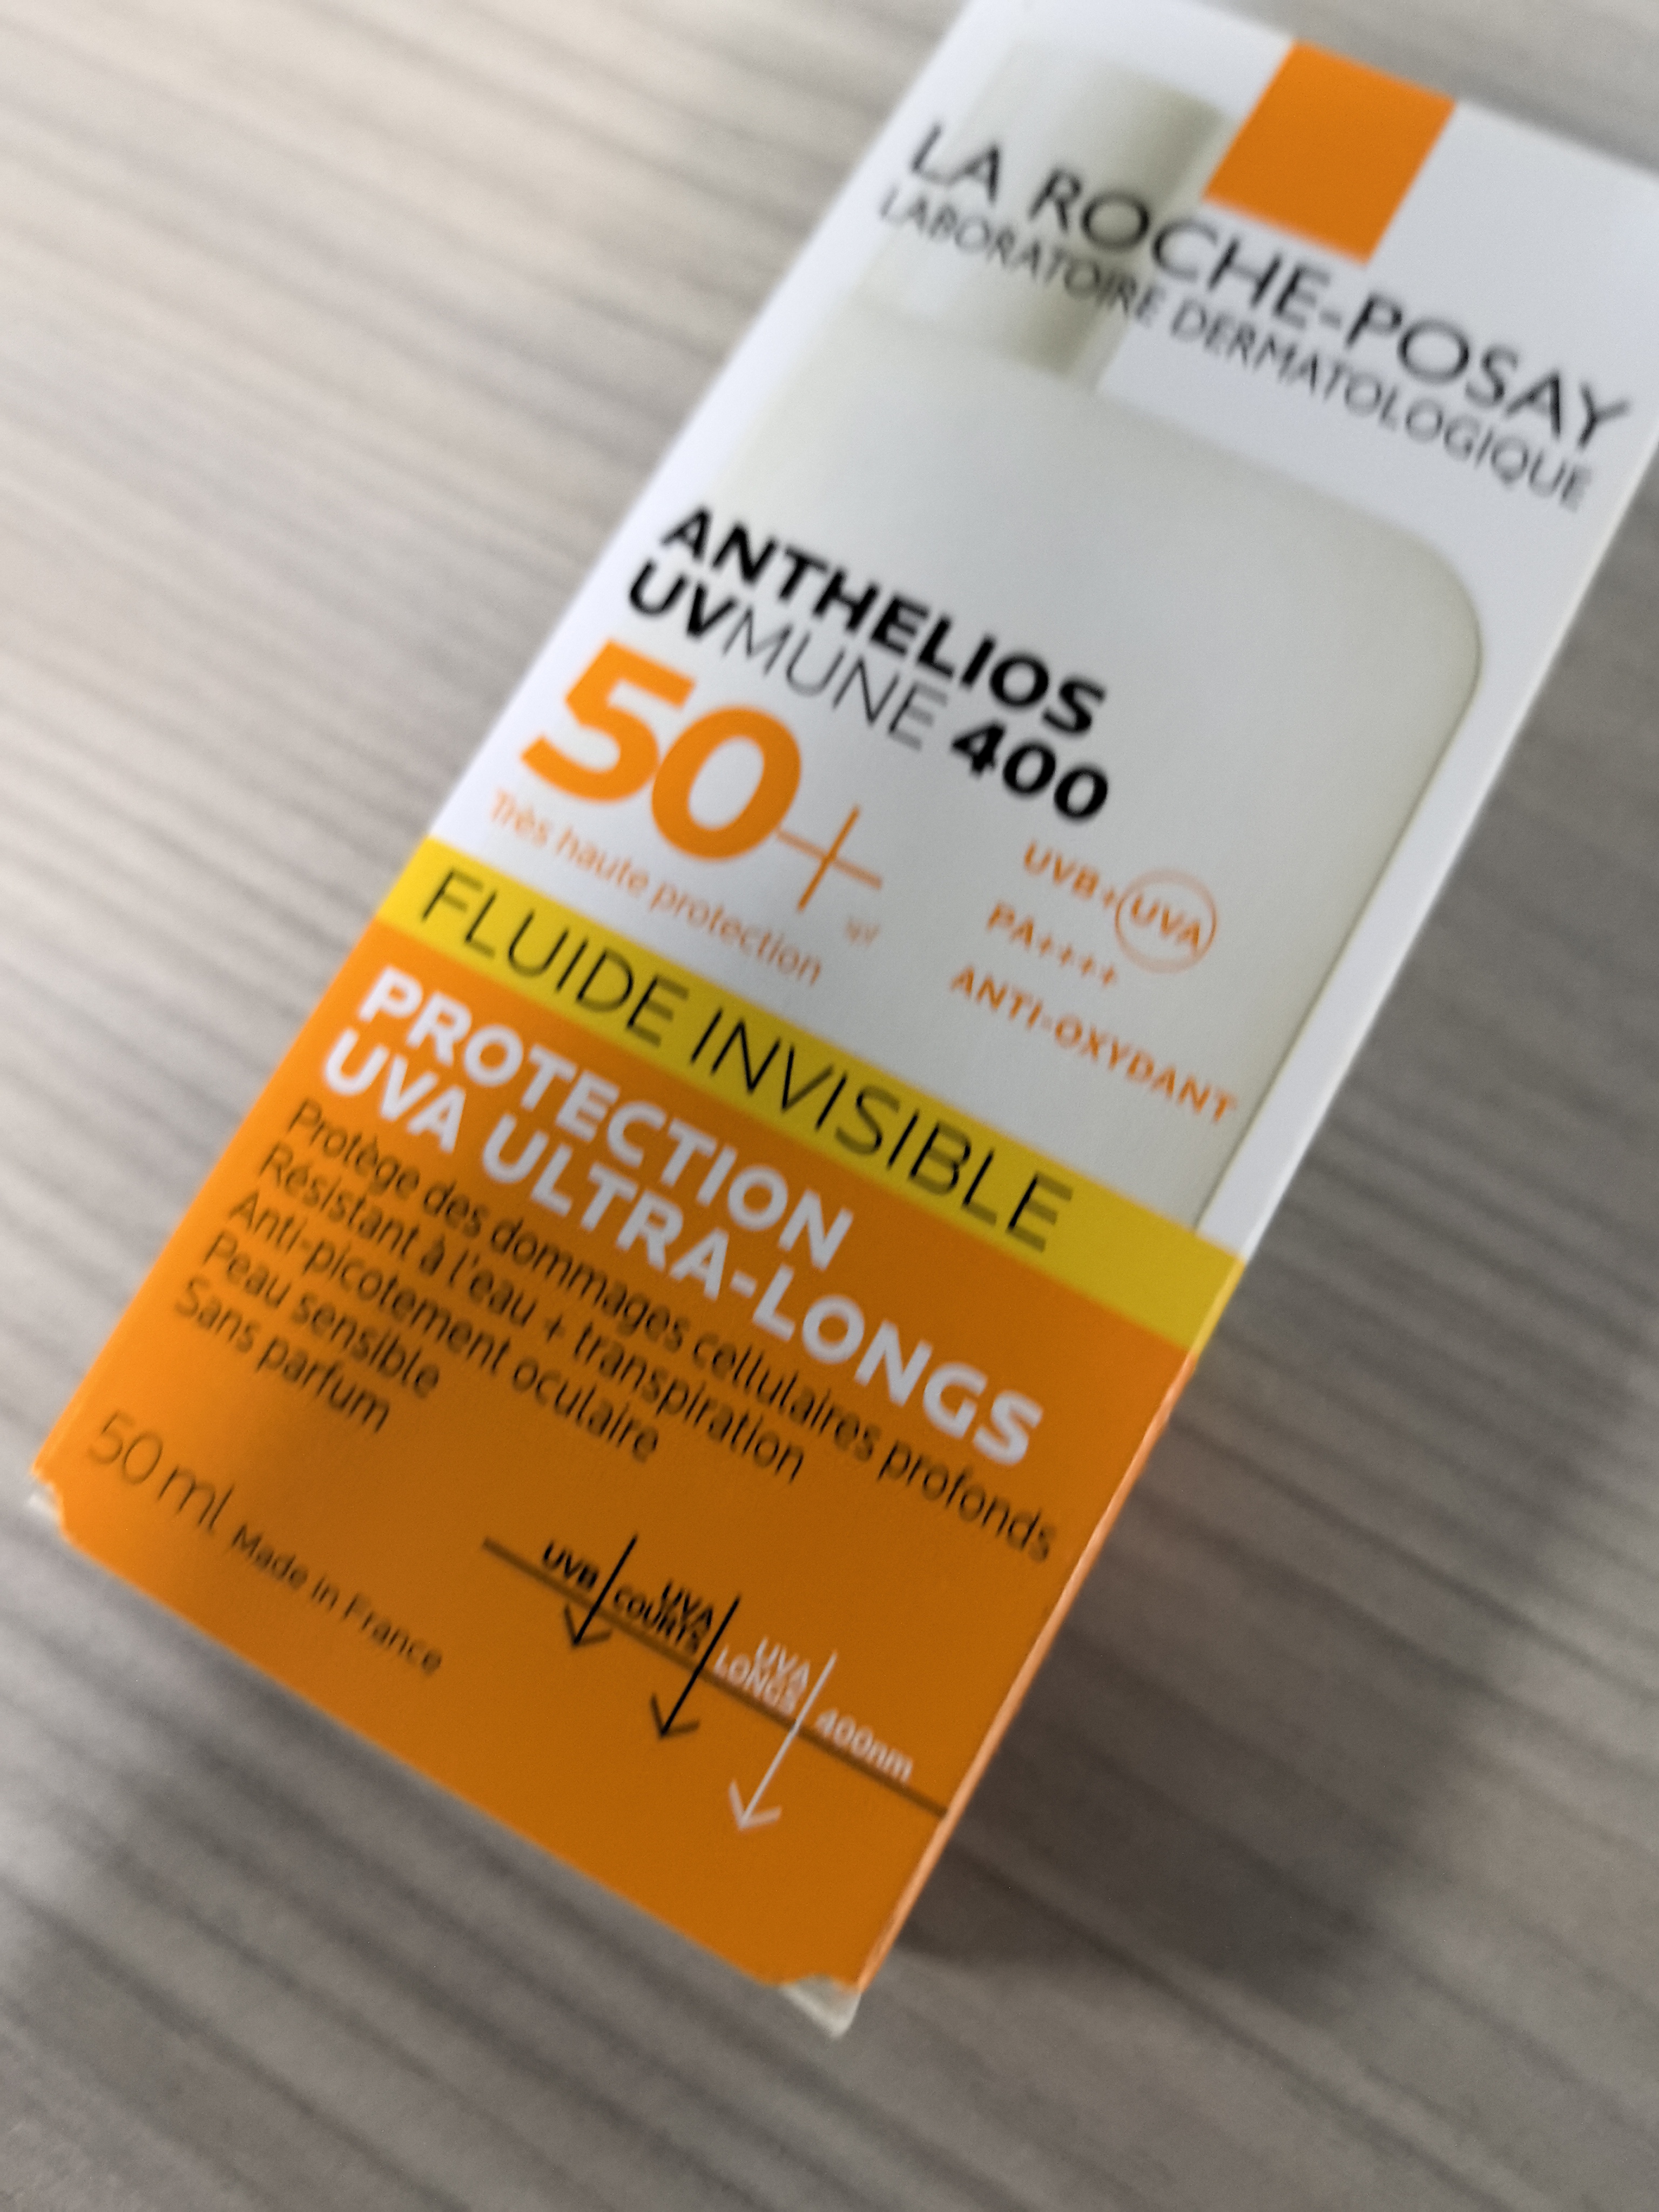 LA ROCHE-POSAY
LABORATOIRE DERMATOLOGIQUE
ANTHELIOS
UVMUNE 400
50+
spf
Très haute protection
UVB+UVA
PA++++
ANTI-OXYDANT
FLUIDE INVISIBLE
PROTECTION
UVA ULTRA-LONGS
Protège des dommages cellulaires profonds
Résistant à l'eau + transpiration
Anti-picotement oculaire
Peau sensible
Sans parfum
50 ml Made in France
UVB
UVA
COURTS
UVA
LONGS
400nm